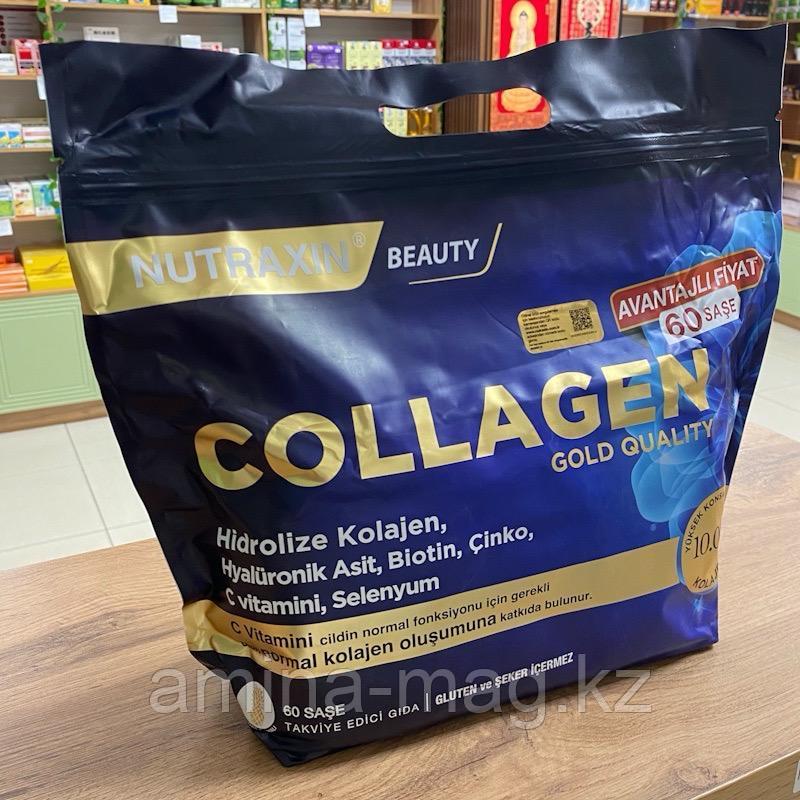 NUTRAXIN®
BEAUTY
AVANTAJLI FİYAT
60 SAŞE
COLLAGEN
GOLD QUALITY
Hidrolize Kolajen,
Hyalüronik Asit, Biotin, Çinko,
C vitamini, Selenyum
YÜKSEK
C Vitamini cildin normal fonksiyonu için gerekli
normal kolajen oluşumuna katkıda bulunur.
60 SAŞE
TAKVİYE EDİCİ GIDA
GLUTEN ve ŞEKER İÇERMEZ
amina-mag.kz